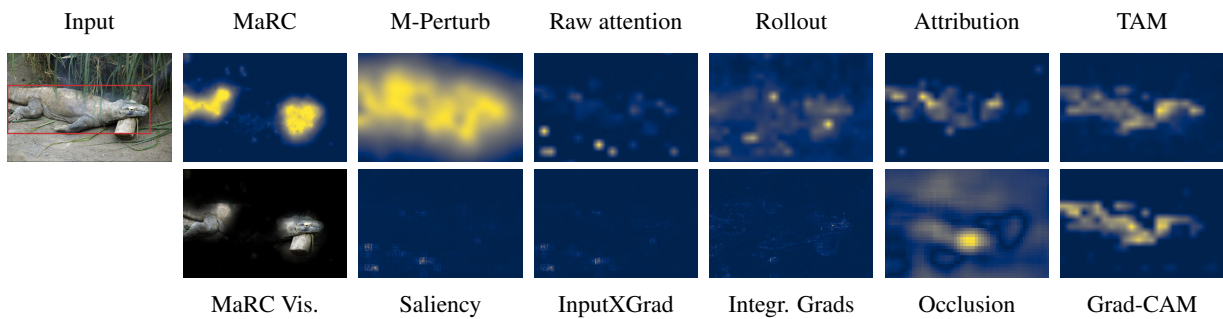 Input MaRC M-Perturb Raw attention Rollout Attribution TAM
MaRC Vis. Saliency InputXGrad Integr. Grads Occlusion Grad-CAM